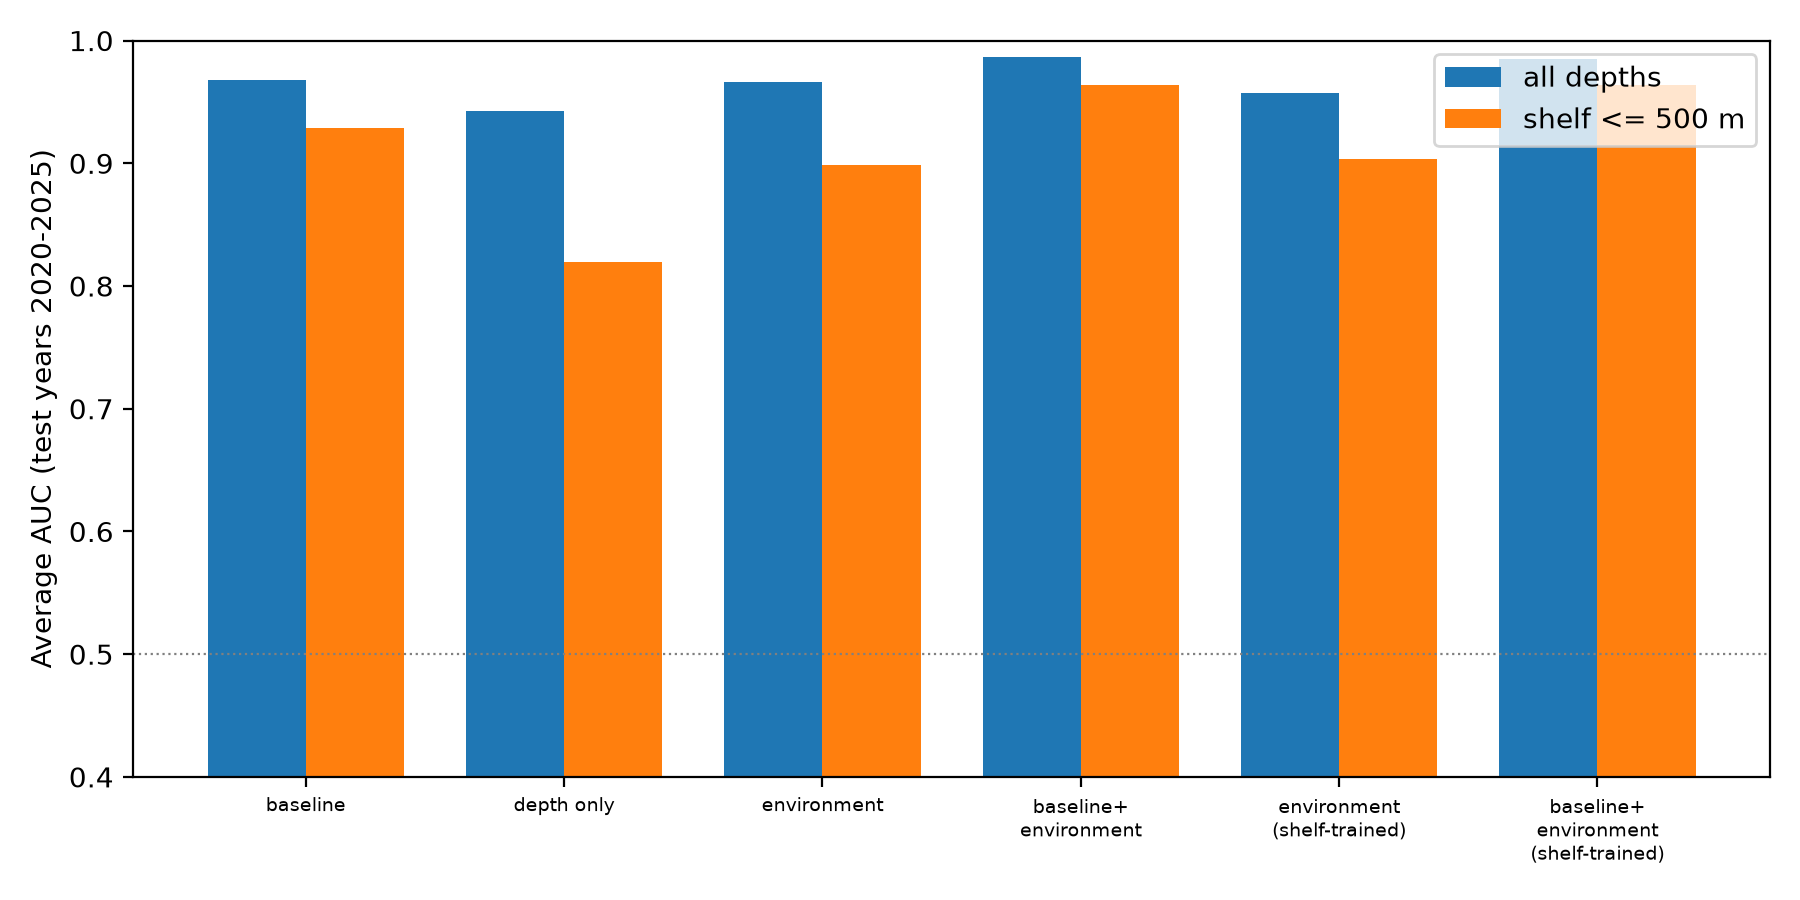 1.0
0.9
0.8
0.7
0.6
0.5
0.4
Average AUC (test years 2020-2025)
all depths
shelf <= 500 m
baseline
depth only
environment
baseline+
environment
environment
(shelf-trained)
baseline+
environment
(shelf-trained)